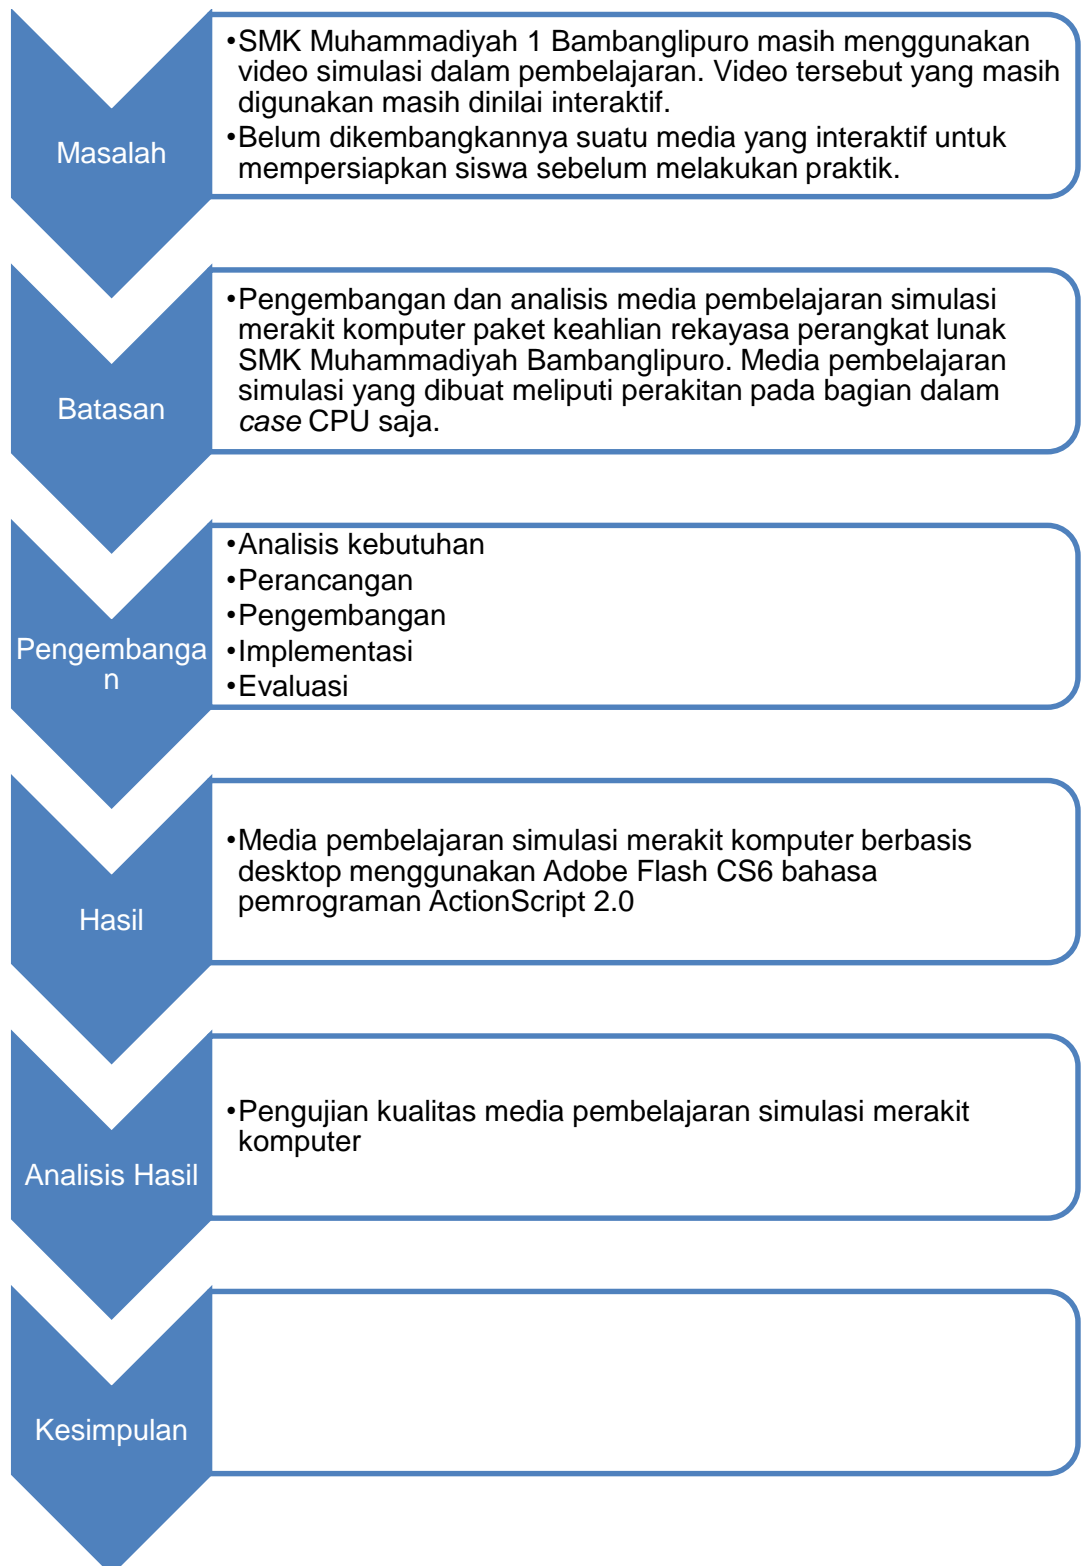 Masalah
•SMK Muhammadiyah 1 Bambanglipuro masih menggunakan
video simulasi dalam pembelajaran. Video tersebut yang masih
digunakan masih dinilai interaktif.
•Belum dikembangkannya suatu media yang interaktif untuk
mempersiapkan siswa sebelum melakukan praktik.
Batasan
•Pengembangan dan analisis media pembelajaran simulasi
merakit komputer paket keahlian rekayasa perangkat lunak
SMK Muhammadiyah Bambanglipuro. Media pembelajaran
simulasi yang dibuat meliputi perakitan pada bagian dalam
case CPU saja.
Pengembanga
n
•Analisis kebutuhan
•Perancangan
•Pengembangan
•Implementasi
•Evaluasi
Hasil
•Media pembelajaran simulasi merakit komputer berbasis
desktop menggunakan Adobe Flash CS6 bahasa
pemrograman ActionScript 2.0
Analisis Hasil
•Pengujian kualitas media pembelajaran simulasi merakit
komputer
Kesimpulan